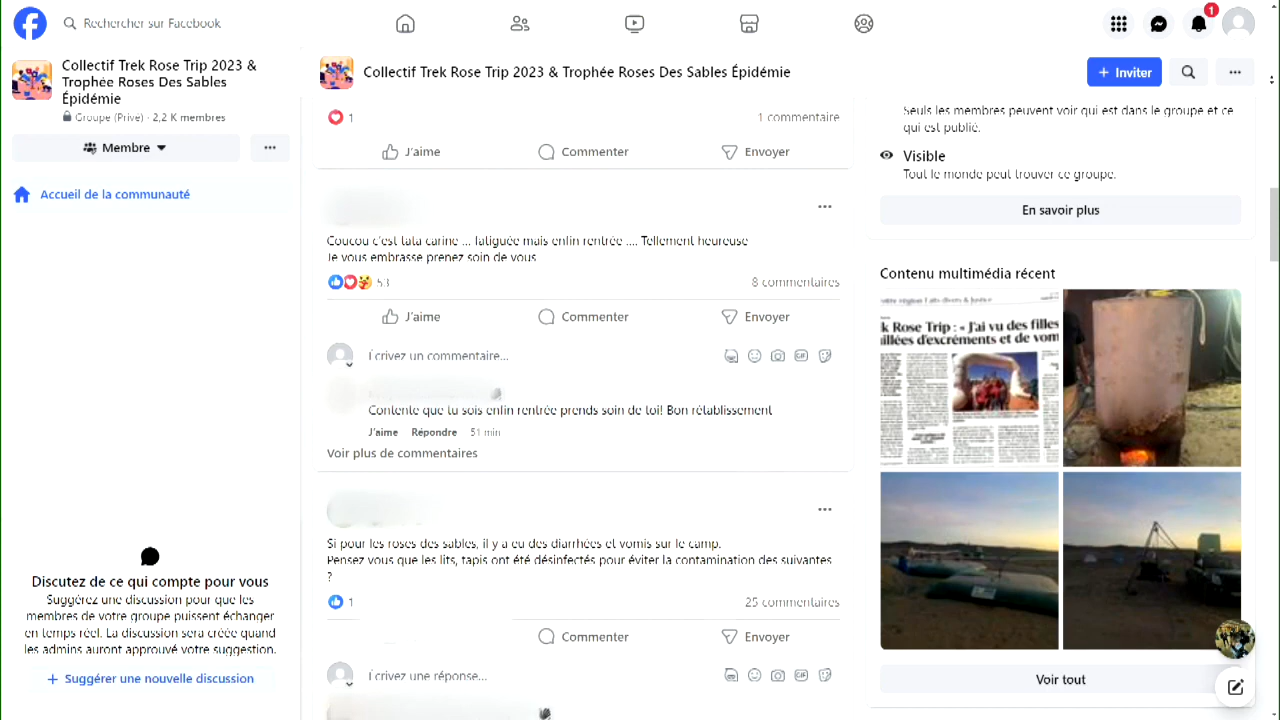 Rechercher sur Facebook
1
Collectif Trek Rose Trip 2023 &
Trophée Roses Des Sables
Épidémie
Groupe (Privé) · 2,2 K membres
Membre
Accueil de la communauté
Discutez de ce qui compte pour vous
Suggérez une discussion pour que les
membres de votre groupe puissent échanger
en temps réel. La discussion sera créée quand
les admins auront approuvé votre suggestion.
+ Suggérer une nouvelle discussion
Collectif Trek Rose Trip 2023 & Trophée Roses Des Sables Épidémie
+ Inviter
1
1 commentaire
J'aime
Commenter
Envoyer
Coucou c'est tata carine ... fatiguée mais enfin rentrée .... Tellement heureuse
Je vous embrasse prenez soin de vous
53
8 commentaires
J'aime
Commenter
Envoyer
Écrivez un commentaire...
GIF
Contente que tu sois enfin rentrée prends soin de toi! Bon rétablissement
J'aime Répondre 51 min
Voir plus de commentaires
Si pour les roses des sables, il y a eu des diarrhées et vomis sur le camp.
Pensez vous que les lits, tapis ont été désinfectés pour éviter la contamination des suivantes
?
1
25 commentaires
Commenter
Envoyer
Écrivez une réponse...
GIF
Seuls les membres peuvent voir qui est dans le groupe et ce
qui est publié.
Visible
Tout le monde peut trouver ce groupe.
En savoir plus
Contenu multimédia récent
k Rose Trip : « J'ai vu des filles
illées d'excréments et de vom
Voir tout